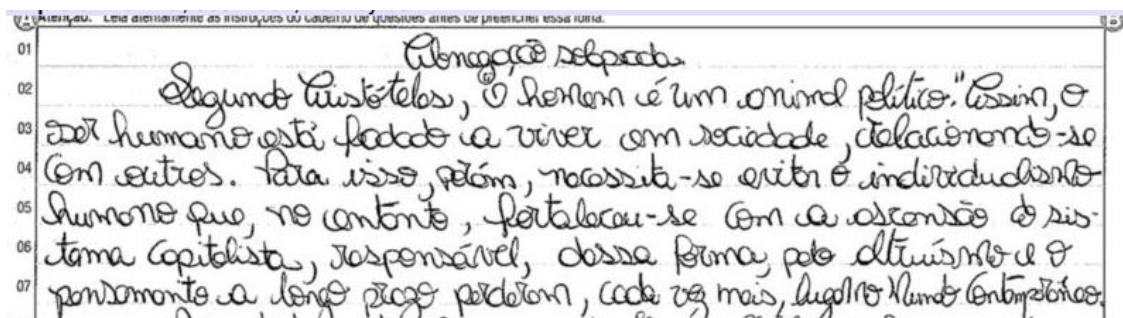 Atenção: Leia atentamente as instruções do caderno de questões antes de preencher essa folha.
01 Abnegação solapada
02 Segundo Aristóteles, "O homem é um animal político." Assim, o
03 ser humano está fadado a viver em sociedade, relacionando-se
04 com outros. Para isso, porém, necessita-se evitar o individualismo
05 humano que, no entanto, fortaleceu-se com a ascensão do sis-
06 tema capitalista, responsável, dessa forma, pelo altruísmo e o
07 pensamento a longo prazo perderem, cada vez mais, lugar no Mundo Contemporâneo.